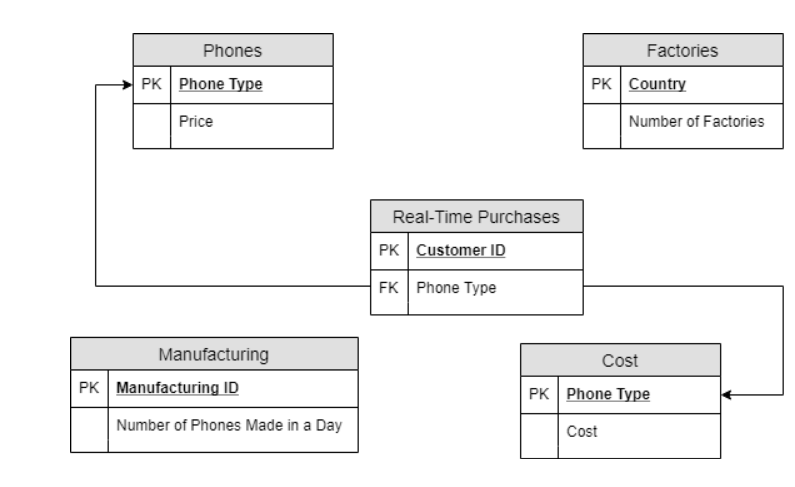 Phones
PK Phone Type
Price
Factories
PK Country
Number of Factories
Real-Time Purchases
PK Customer ID
FK Phone Type
Manufacturing
PK Manufacturing ID
Number of Phones Made in a Day
Cost
PK Phone Type
Cost